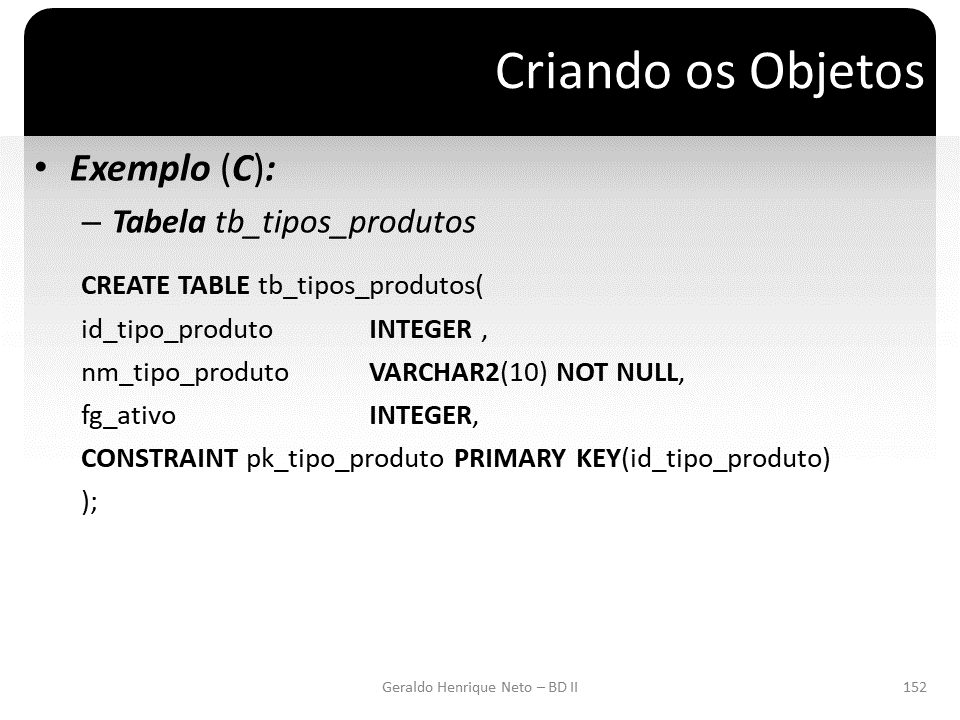 Criando os Objetos
• Exemplo (C):
– Tabela tb_tipos_produtos
CREATE TABLE tb_tipos_produtos(
id_tipo_produto INTEGER ,
nm_tipo_produto VARCHAR2(10) NOT NULL,
fg_ativo INTEGER,
CONSTRAINT pk_tipo_produto PRIMARY KEY(id_tipo_produto)
);
Geraldo Henrique Neto – BD II 152